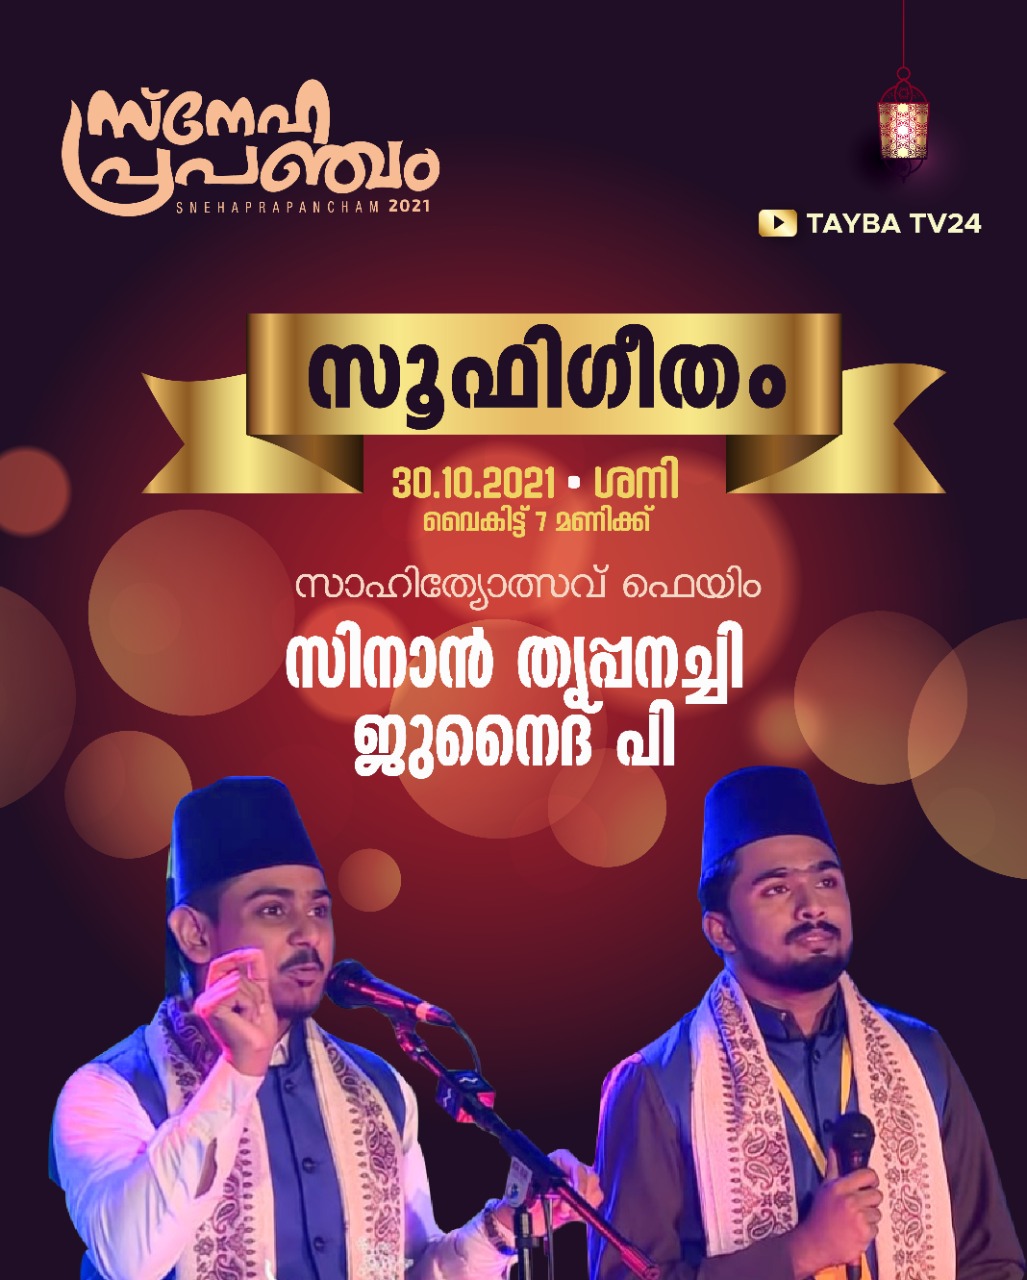 സ്നേഹ
പ്രപഞ്ചം
SNEHAPRAPANCHAM 2021
TAYBA TV24
സൂഫിഗീതം
30.10.2021 • ശനി
വൈകിട്ട് 7 മണിക്ക്
സാഹിത്യോത്സവ് ഫെയിം
സിനാൻ തൃപ്പനച്ചി
ജുനൈദ് പി